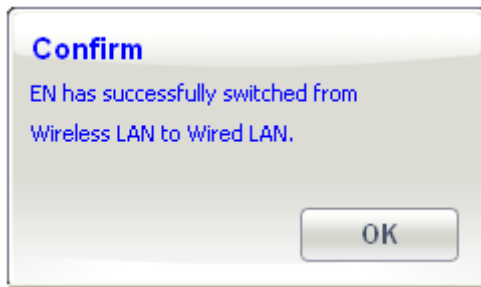 Confirm
EN has successfully switched from
Wireless LAN to Wired LAN.
OK